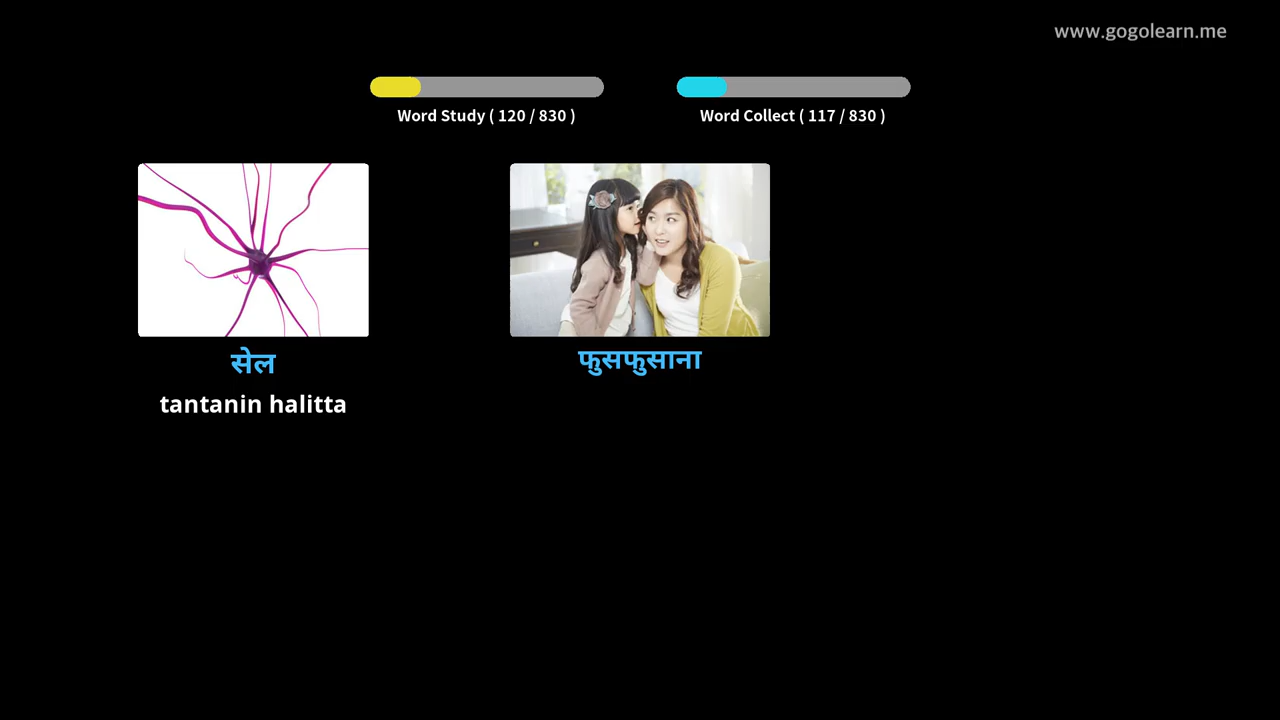 www.gogolearn.me
Word Study ( 120 / 830 )
Word Collect ( 117 / 830 )
सेल
फुसफुसाना
tantanin halitta